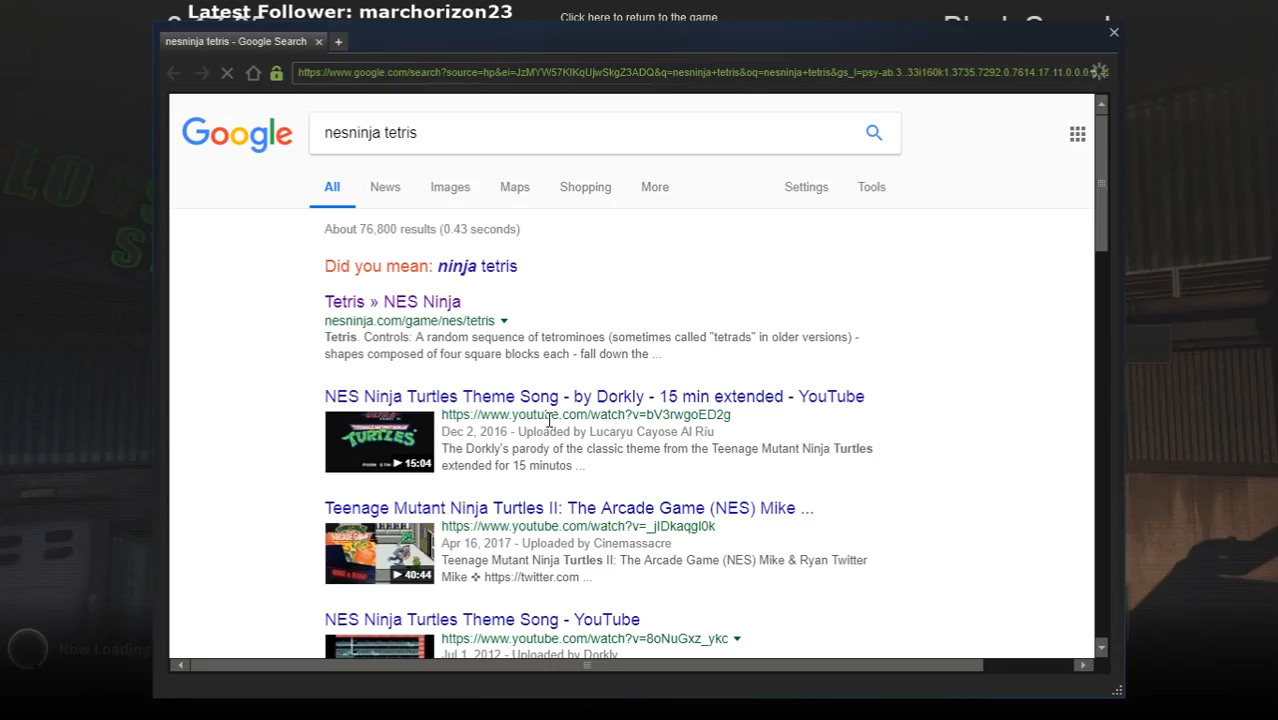 Latest Follower: marchorizon23
Click here to return to the game
nesninja tetris - Google Search
https://www.google.com/search?source=hp&ei=JzMYW57KIKqUjwSkgZ3ADQ&q=nesninja+tetris&oq=nesninja+tetris&gs_l=psy-ab.3..33i160k1.3735.7292.0.7614.17.11.0.0.0.
Google
nesninja tetris
All News Images Maps Shopping More Settings Tools
About 76,800 results (0.43 seconds)
Did you mean: ninja tetris
Tetris » NES Ninja
nesninja.com/game/nes/tetris
Tetris. Controls: A random sequence of tetrominoes (sometimes called "tetrads" in older versions) -
shapes composed of four square blocks each - fall down the ...
NES Ninja Turtles Theme Song - by Dorkly - 15 min extended - YouTube
https://www.youtube.com/watch?v=bV3rwgoED2g
Dec 2, 2016 - Uploaded by Lucaryu Cayose Al Ríu
The Dorkly's parody of the classic theme from the Teenage Mutant Ninja Turtles
extended for 15 minutos ...
TURTLES
15:04
Teenage Mutant Ninja Turtles II: The Arcade Game (NES) Mike ...
https://www.youtube.com/watch?v=_jIDkaqgI0k
Apr 16, 2017 - Uploaded by Cinemassacre
Teenage Mutant Ninja Turtles II: The Arcade Game (NES) Mike & Ryan Twitter
Mike ❖ https://twitter.com ...
40:44
NES Ninja Turtles Theme Song - YouTube
https://www.youtube.com/watch?v=8oNuGxz_ykc
Jul 1, 2012 - Uploaded by Dorkly
Now Loading